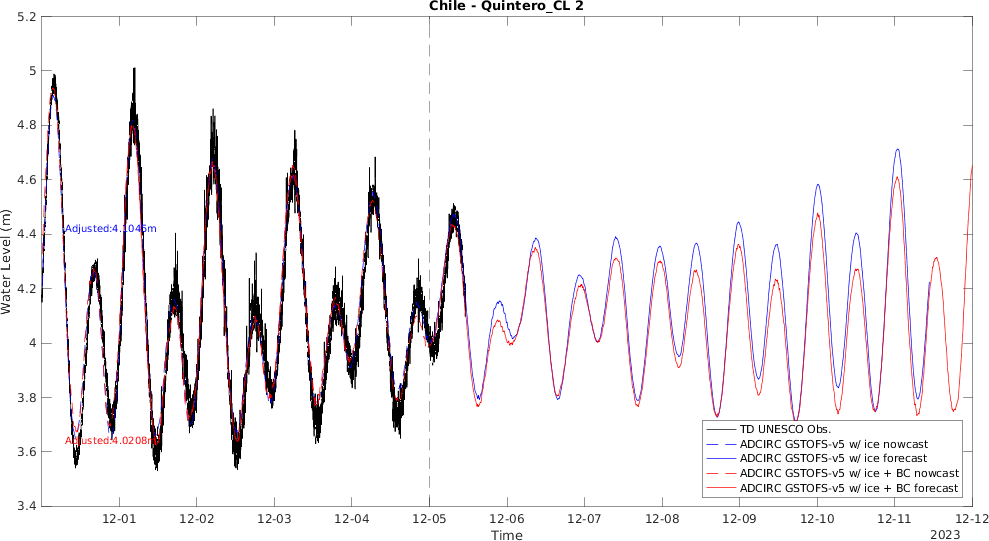 Chile - Quintero_CL 2
5.2
5
4.8
4.6
4.4
4.2
4
3.8
3.6
3.4
Water Level (m)
Adjusted:4.1045m
Adjusted:4.0208m
TD UNESCO Obs.
ADCIRC GSTOFS-v5 w/ ice nowcast
ADCIRC GSTOFS-v5 w/ ice forecast
ADCIRC GSTOFS-v5 w/ ice + BC nowcast
ADCIRC GSTOFS-v5 w/ ice + BC forecast
12-01 12-02 12-03 12-04 12-05 12-06 12-07 12-08 12-09 12-10 12-11 12-12
Time
2023